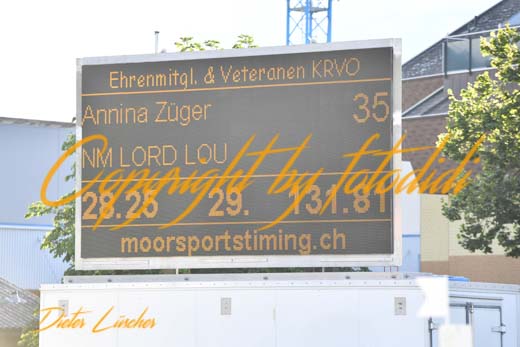 Ehrenmitgl. & Veteranen KRVO
Annina Züger 35
NM LORD LOU
Copyright by fotodidi
28.25 29. 131.81
moorsportstiming.ch
Dieter Lüscher